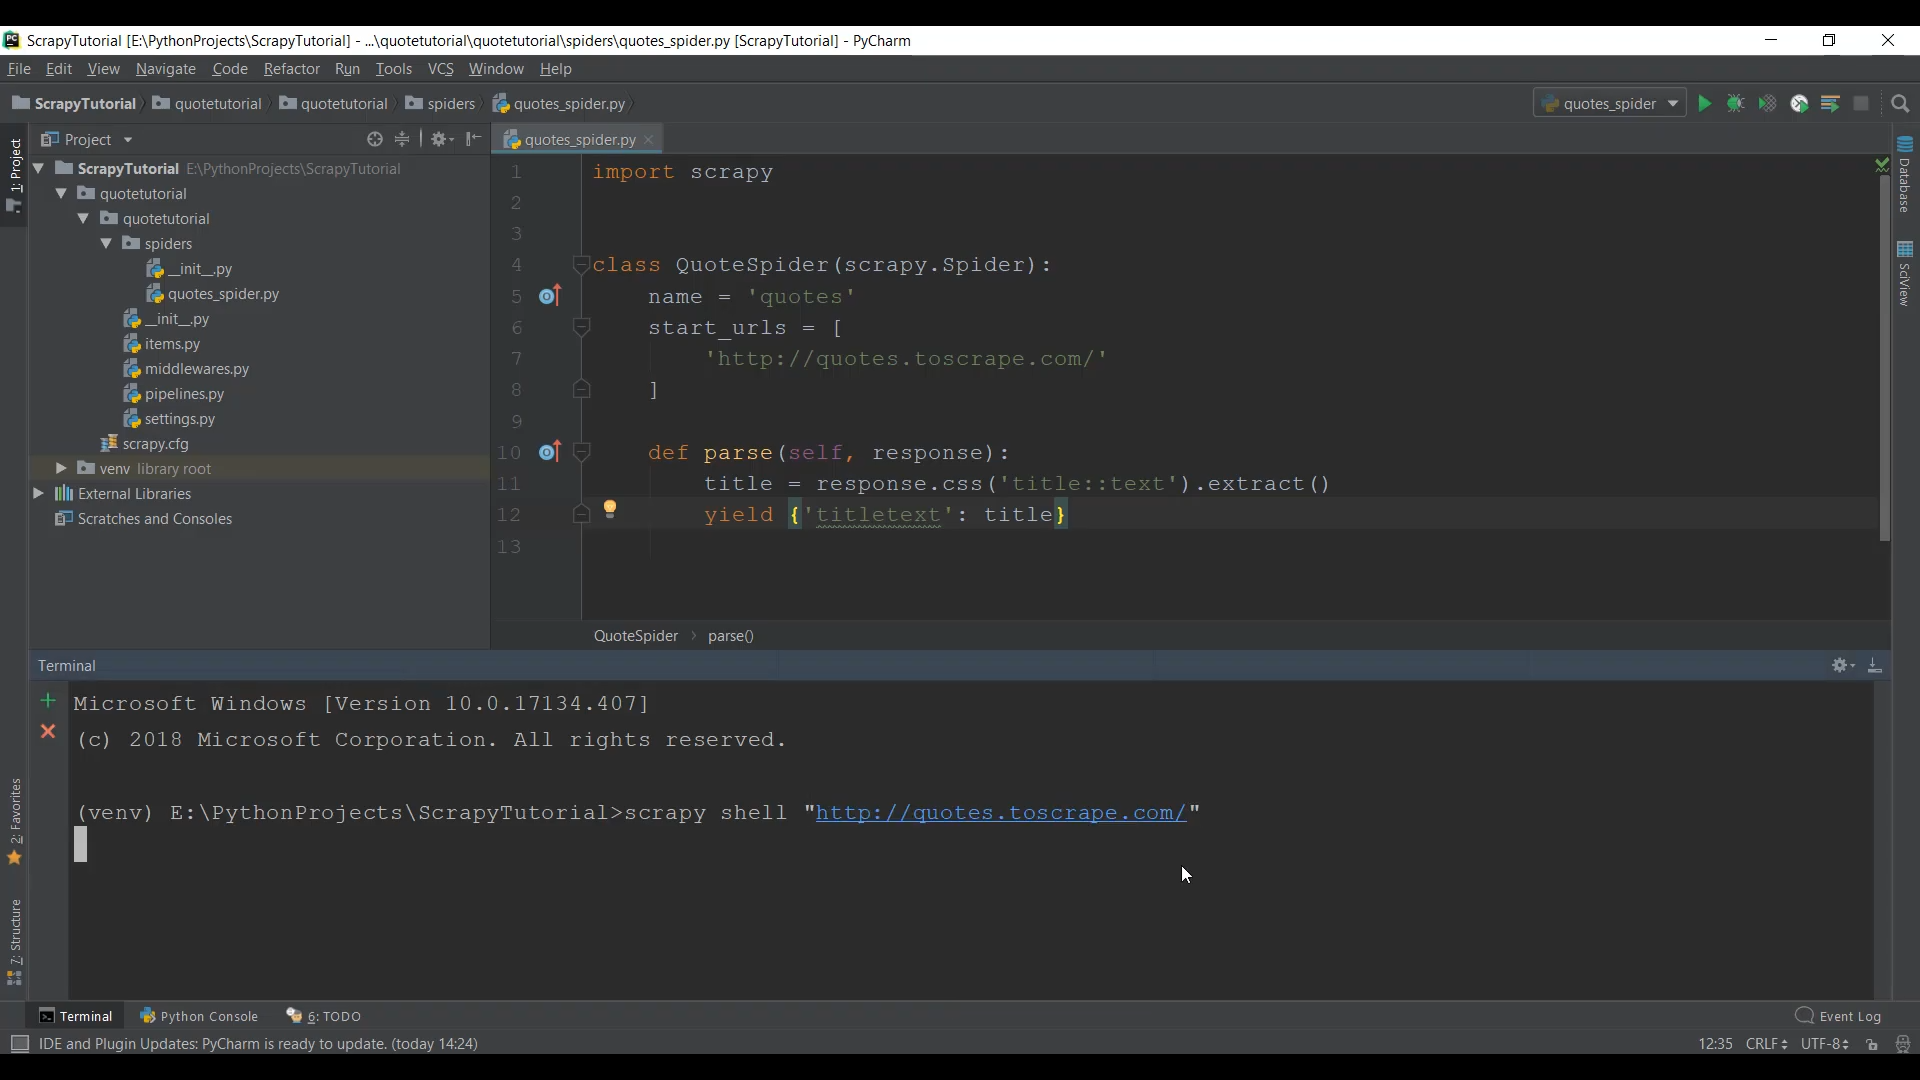 ScrapyTutorial [E:\PythonProjects\ScrapyTutorial] - ...\quotetutorial\quotetutorial\spiders\quotes_spider.py [ScrapyTutorial] - PyCharm
File Edit View Navigate Code Refactor Run Tools VCS Window Help
ScrapyTutorial quotetutorial quotetutorial spiders quotes_spider.py quotes_spider
1: Project
Project
ScrapyTutorial E:\PythonProjects\ScrapyTutorial
quotetutorial
quotetutorial
spiders
__init__.py
quotes_spider.py
__init__.py
items.py
middlewares.py
pipelines.py
settings.py
scrapy.cfg
venv library root
External Libraries
Scratches and Consoles
quotes_spider.py
1 import scrapy
2
3
4 class QuoteSpider(scrapy.Spider):
5 name = 'quotes'
6 start_urls = [
7 'http://quotes.toscrape.com/'
8 ]
9
10 def parse(self, response):
11 title = response.css('title::text').extract()
12 yield {'titletext': title}
13
QuoteSpider › parse()
Database
SciView
Terminal
Microsoft Windows [Version 10.0.17134.407]
(c) 2018 Microsoft Corporation. All rights reserved.
(venv) E:\PythonProjects\ScrapyTutorial>scrapy shell "http://quotes.toscrape.com/"
2: Favorites
7: Structure
Terminal Python Console 6: TODO Event Log
IDE and Plugin Updates: PyCharm is ready to update. (today 14:24) 12:35 CRLF UTF-8